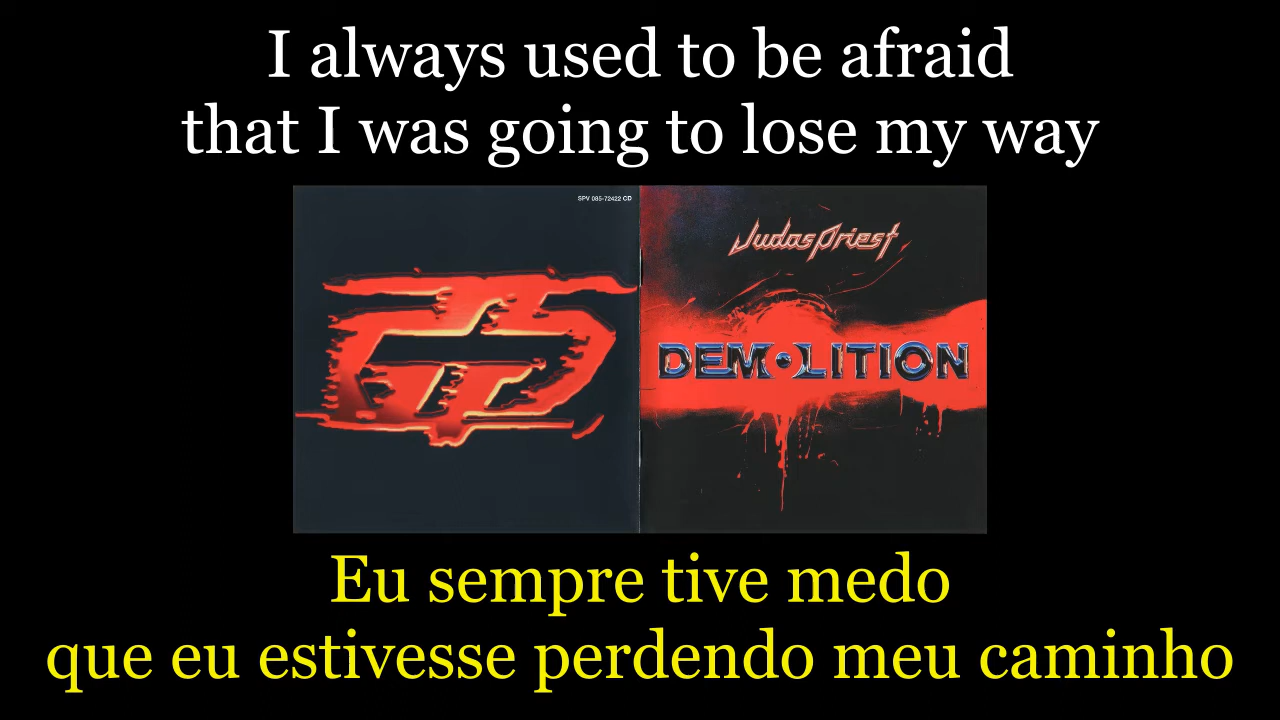 I always used to be afraid
that I was going to lose my way
SPV 085-72422 CD
Judas Priest
DEMOLITION
Eu sempre tive medo
que eu estivesse perdendo meu caminho